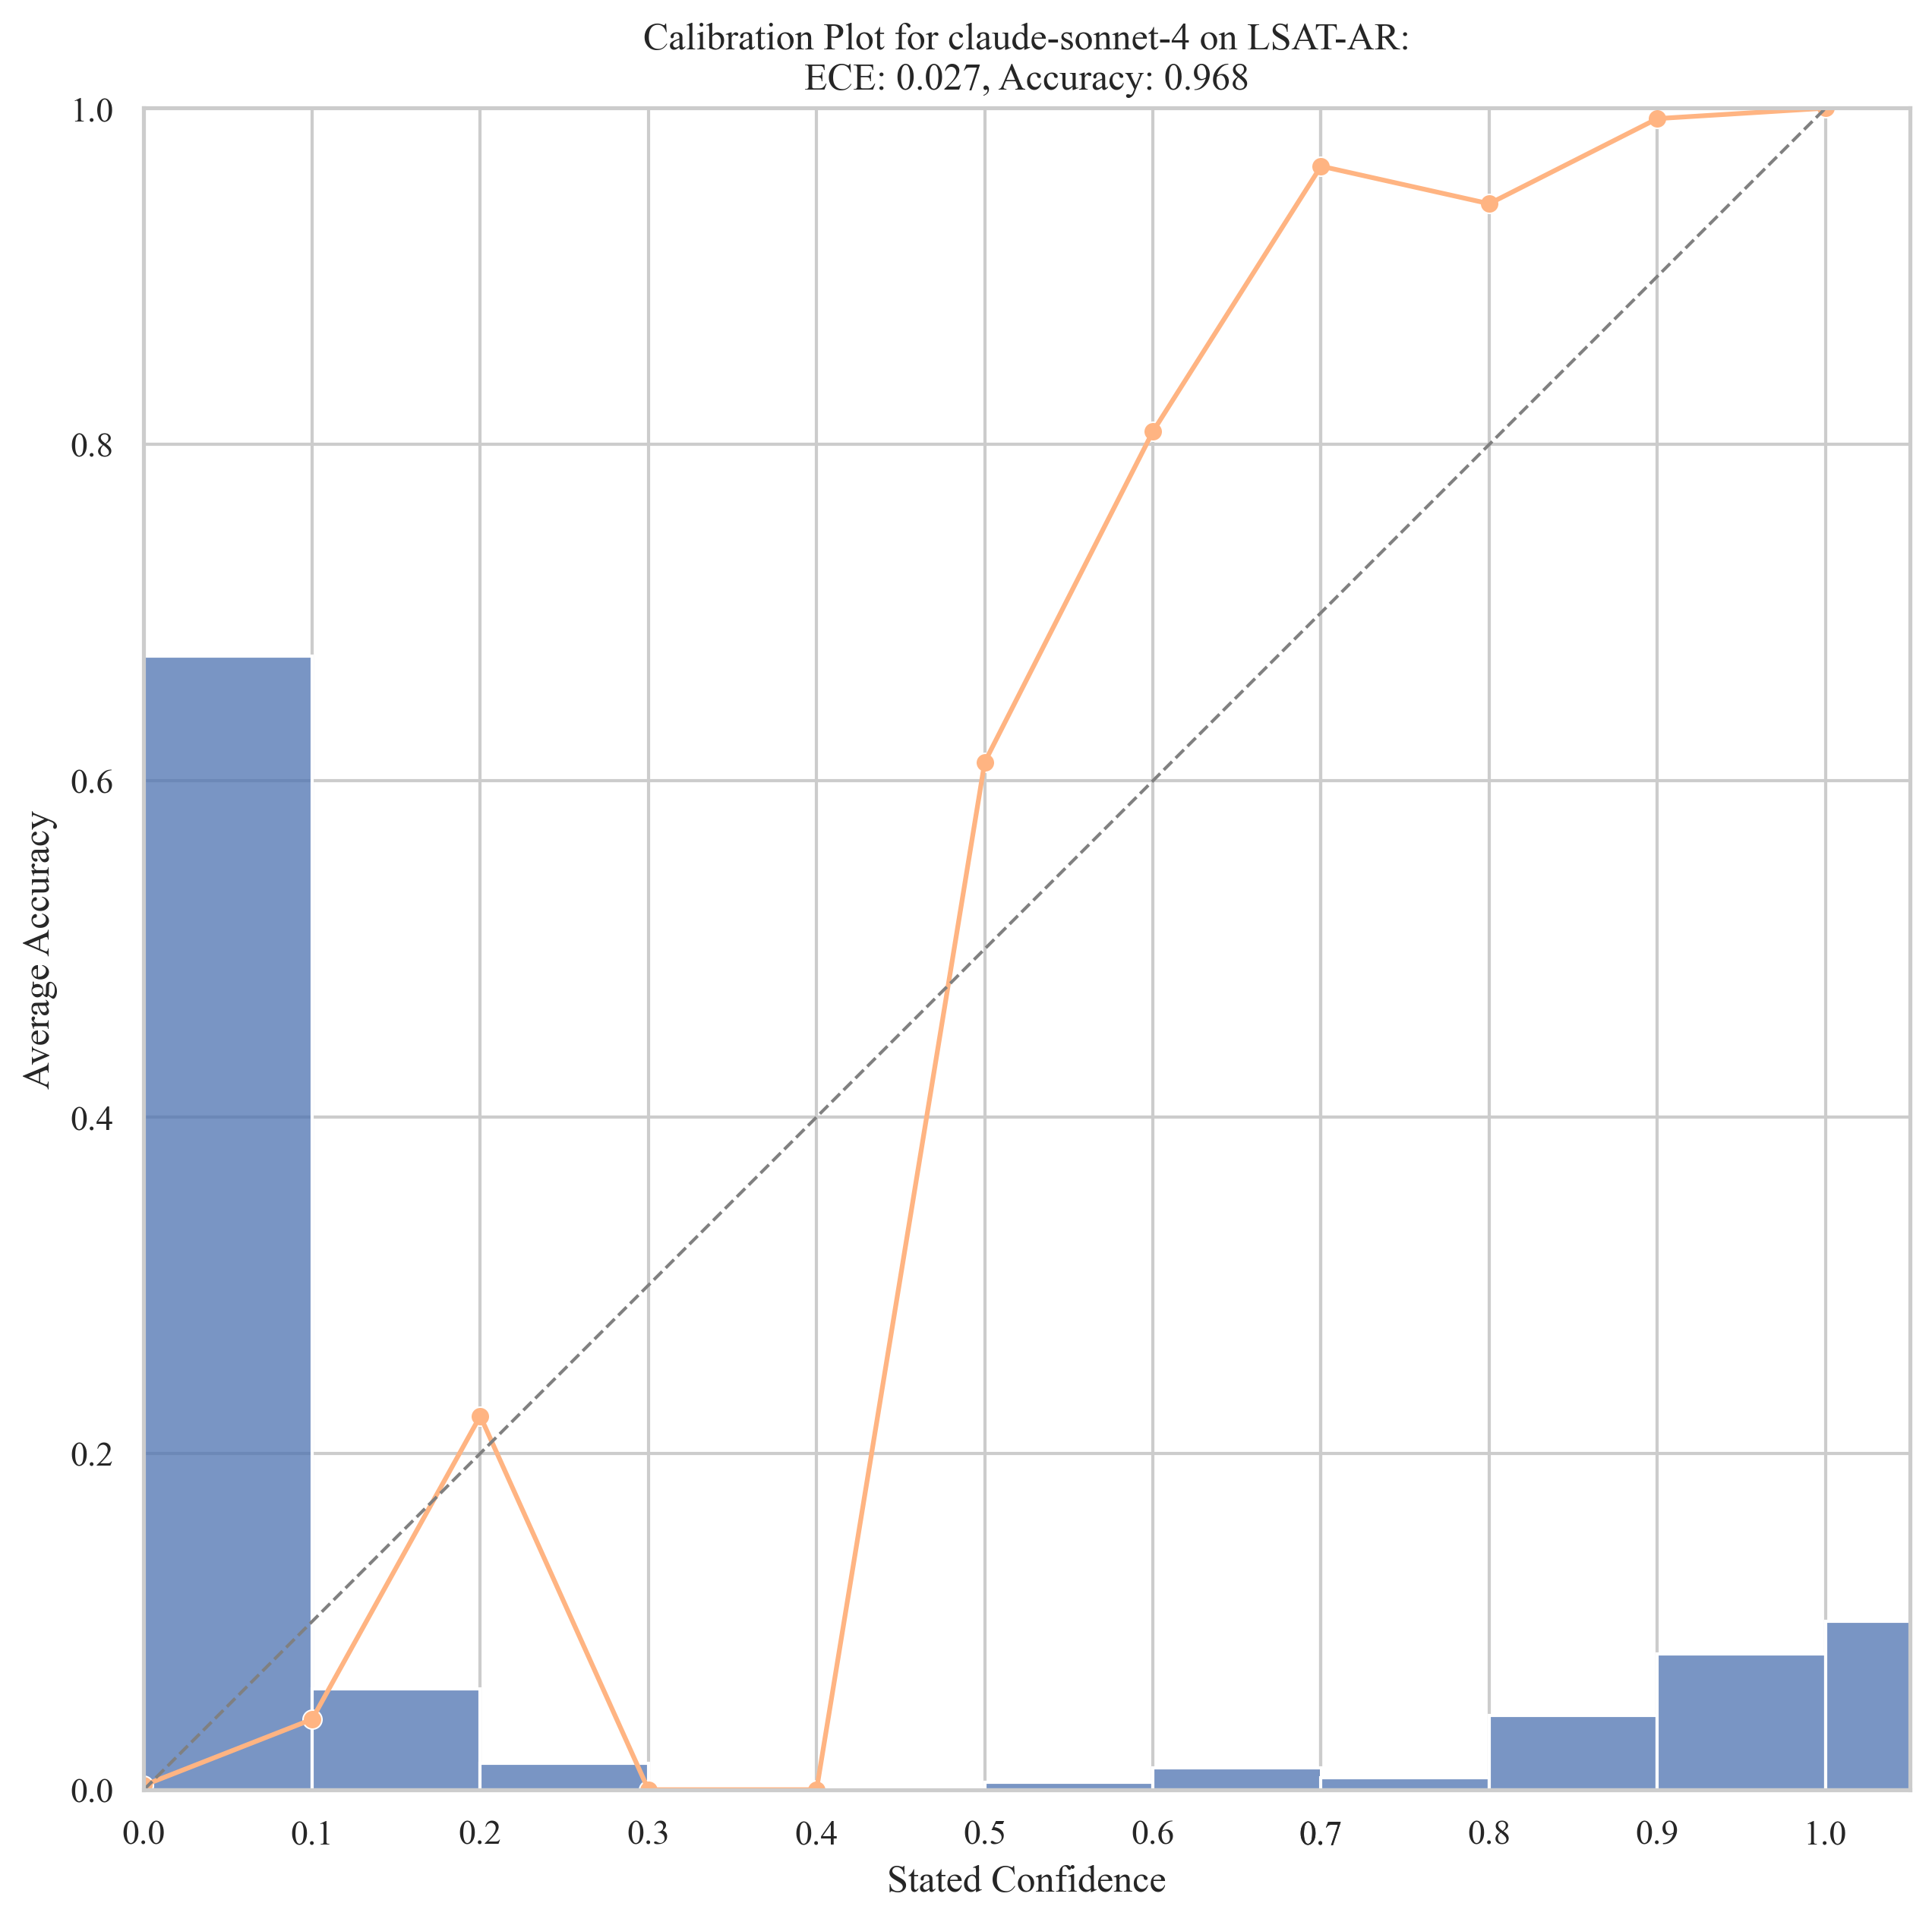 Calibration Plot for claude-sonnet-4 on LSAT-AR:
ECE: 0.027, Accuracy: 0.968
1.0
0.8
0.6
0.4
0.2
0.0
Average Accuracy
0.0 0.1 0.2 0.3 0.4 0.5 0.6 0.7 0.8 0.9 1.0
Stated Confidence